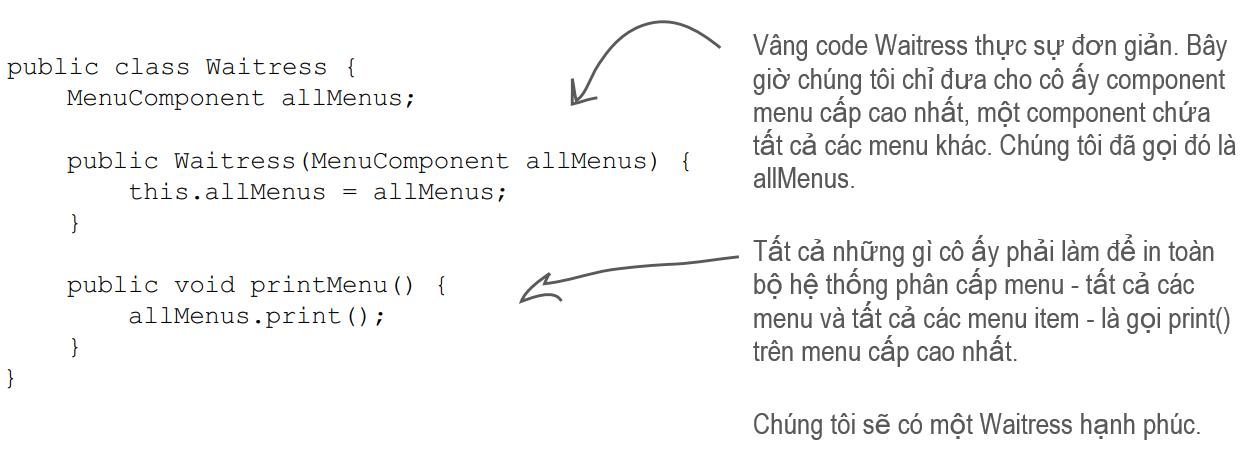 public class Waitress {
MenuComponent allMenus;
public Waitress(MenuComponent allMenus) {
this.allMenus = allMenus;
}
public void printMenu() {
allMenus.print();
}
}
Vâng code Waitress thực sự đơn giản. Bây
giờ chúng tôi chỉ đưa cho cô ấy component
menu cấp cao nhất, một component chứa
tất cả các menu khác. Chúng tôi đã gọi đó là
allMenus.
Tất cả những gì cô ấy phải làm để in toàn
bộ hệ thống phân cấp menu - tất cả các
menu và tất cả các menu item - là gọi print()
trên menu cấp cao nhất.
Chúng tôi sẽ có một Waitress hạnh phúc.